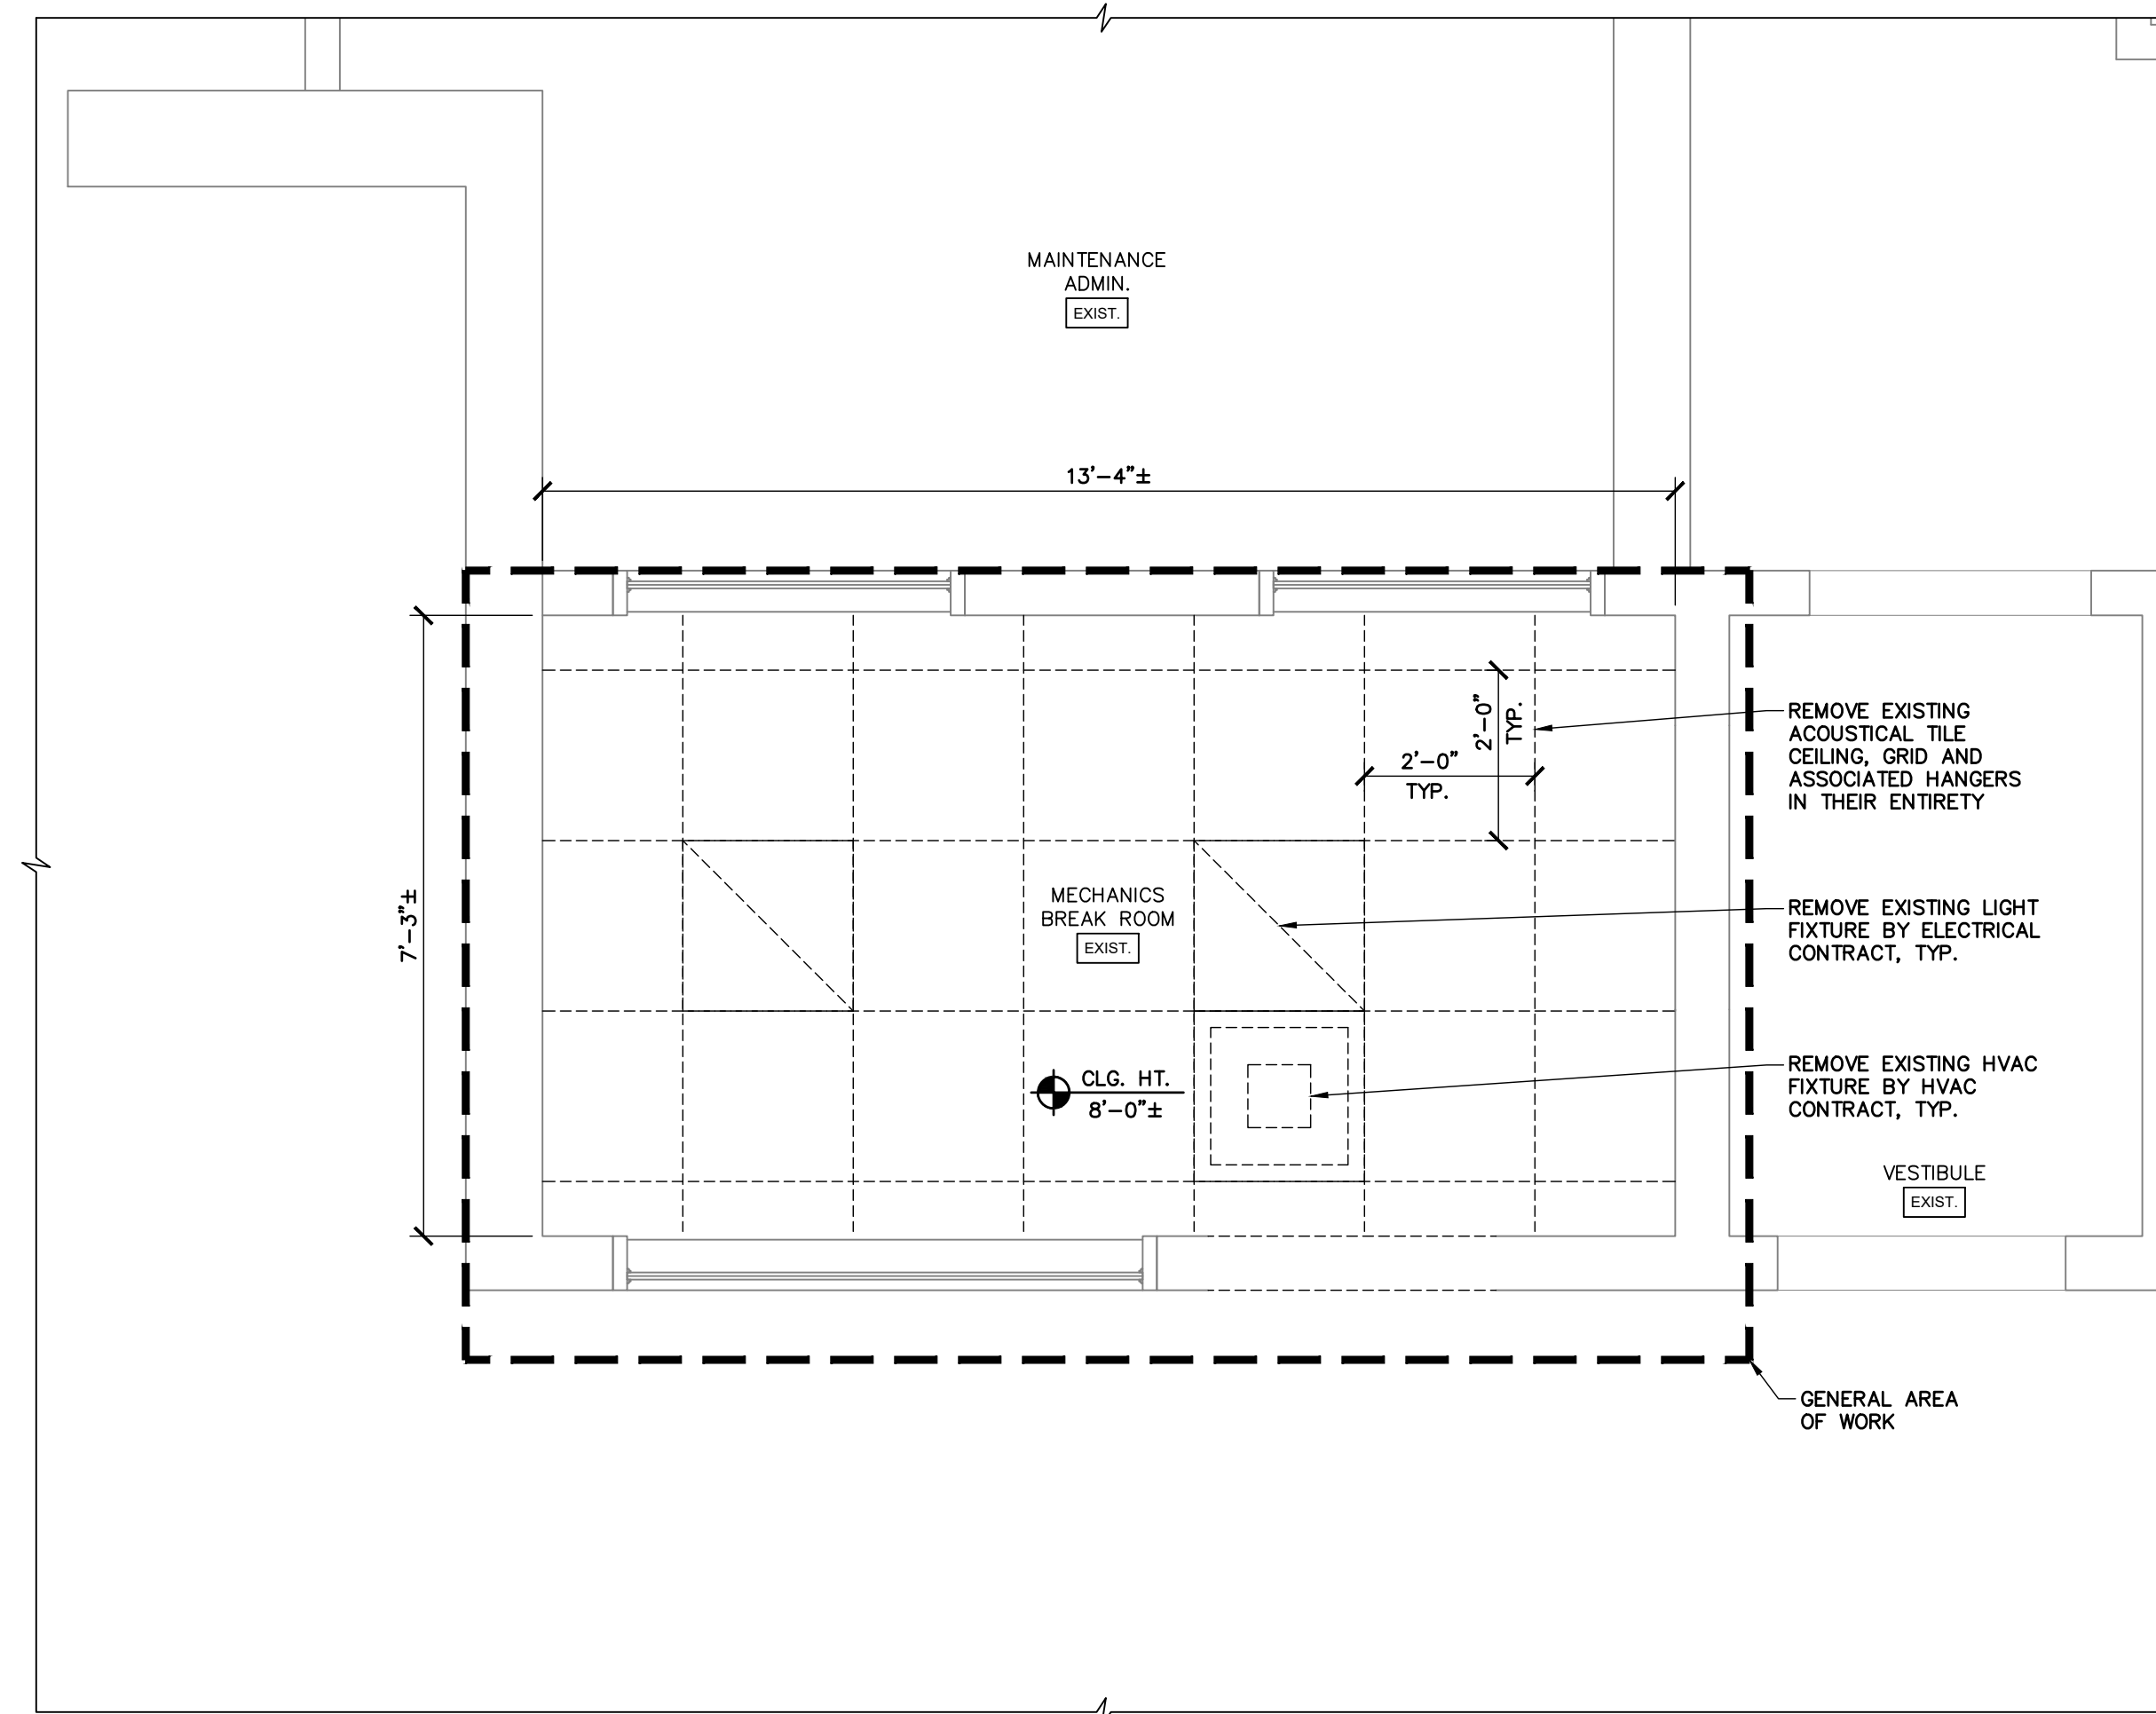 MAINTENANCE
ADMIN.
EXIST.
13'-4"±
2'-0"
TYP.
2'-0"
TYP.
REMOVE EXISTING
ACOUSTICAL TILE
CEILING, GRID AND
ASSOCIATED HANGERS
IN THEIR ENTIRETY
7'-3"±
MECHANICS
BREAK ROOM
EXIST.
REMOVE EXISTING LIGHT
FIXTURE BY ELECTRICAL
CONTRACT, TYP.
CLG. HT.
8'-0"±
REMOVE EXISTING HVAC
FIXTURE BY HVAC
CONTRACT, TYP.
VESTIBULE
EXIST.
GENERAL AREA
OF WORK